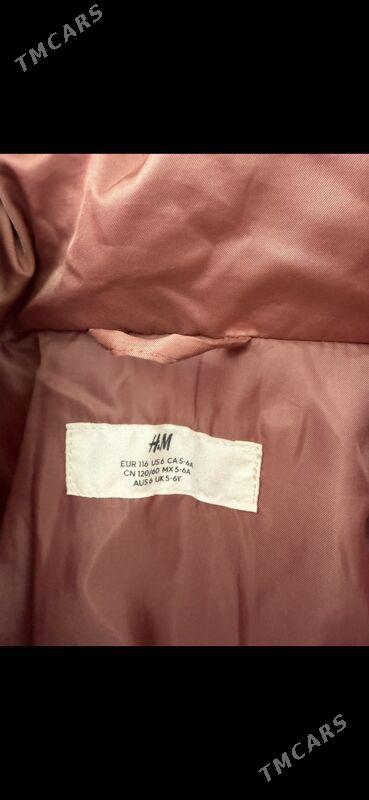 TMCARS
H&M
EUR 116 US 6 CA 5-6A
CN 120/60 MX 5-6A
AUS 6 UK 5-6Y
TMCARS